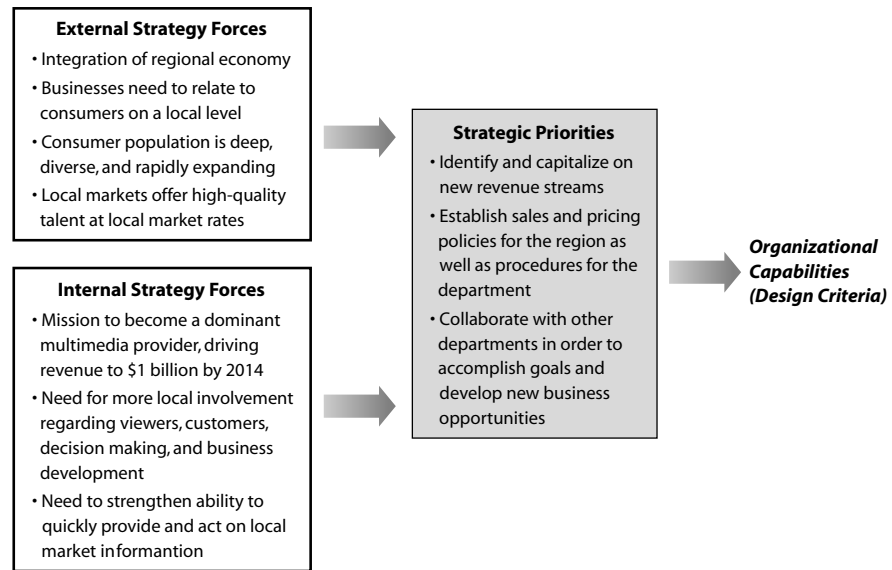 External Strategy Forces
• Integration of regional economy
• Businesses need to relate to
consumers on a local level
• Consumer population is deep,
diverse, and rapidly expanding
• Local markets offer high-quality
talent at local market rates
Internal Strategy Forces
• Mission to become a dominant
multimedia provider, driving
revenue to $1 billion by 2014
• Need for more local involvement
regarding viewers, customers,
decision making, and business
development
• Need to strengthen ability to
quickly provide and act on local
market informantion
Strategic Priorities
• Identify and capitalize on
new revenue streams
• Establish sales and pricing
policies for the region as
well as procedures for the
department
• Collaborate with other
departments in order to
accomplish goals and
develop new business
opportunities
Organizational
Capabilities
(Design Criteria)